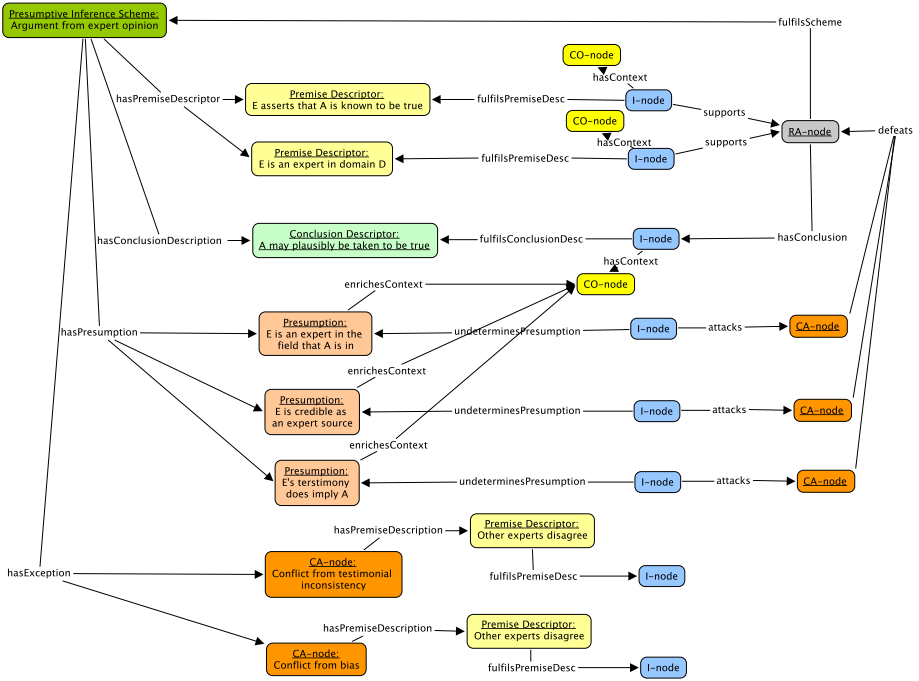 Presumptive Inference Scheme:
Argument from expert opinion
fulfilsScheme
CO-node
hasContext
hasPremiseDescriptor
Premise Descriptor:
E asserts that A is known to be true
fulfilsPremiseDesc
I-node
supports
CO-node
hasContext
RA-node
defeats
Premise Descriptor:
E is an expert in domain D
fulfilsPremiseDesc
I-node
supports
hasConclusionDescription
Conclusion Descriptor:
A may plausibly be taken to be true
fulfilsConclusionDesc
I-node
hasConclusion
hasContext
CO-node
enrichesContext
hasPresumption
Presumption:
E is an expert in the
field that A is in
undeterminesPresumption
I-node
attacks
CA-node
enrichesContext
Presumption:
E is credible as
an expert source
undeterminesPresumption
I-node
attacks
CA-node
enrichesContext
Presumption:
E's terstimony
does imply A
undeterminesPresumption
I-node
attacks
CA-node
hasException
hasPremiseDescription
Premise Descriptor:
Other experts disagree
CA-node:
Conflict from testimonial
inconsistency
fulfilsPremiseDesc
I-node
hasPremiseDescription
Premise Descriptor:
Other experts disagree
CA-node:
Conflict from bias
fulfilsPremiseDesc
I-node